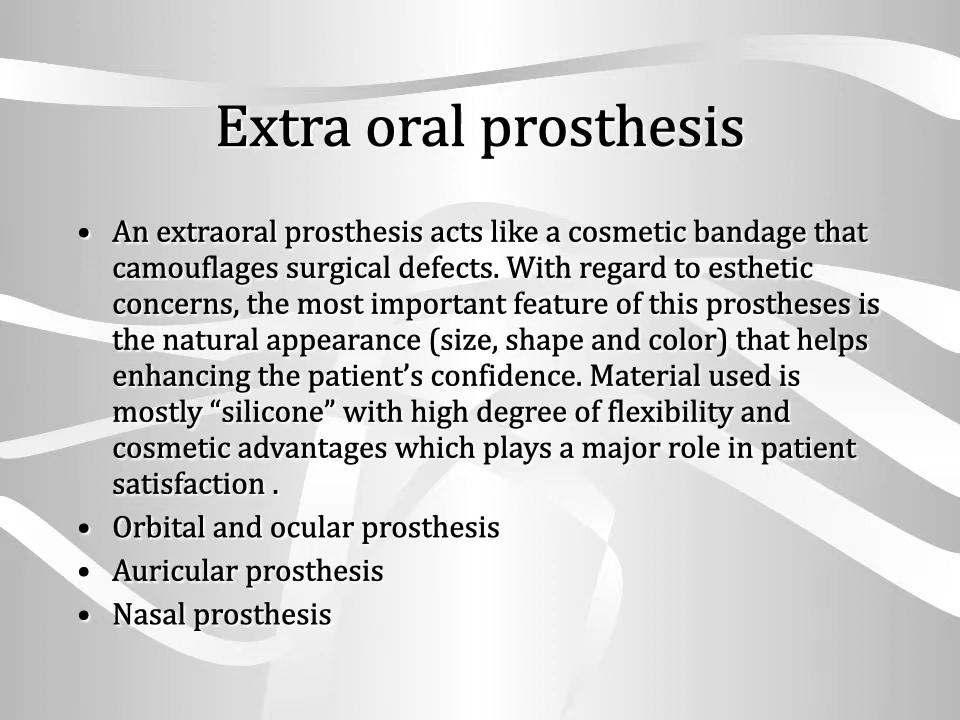 Extra oral prosthesis
• An extraoral prosthesis acts like a cosmetic bandage that
camouflages surgical defects. With regard to esthetic
concerns, the most important feature of this prostheses is
the natural appearance (size, shape and color) that helps
enhancing the patient’s confidence. Material used is
mostly “silicone” with high degree of flexibility and
cosmetic advantages which plays a major role in patient
satisfaction .
• Orbital and ocular prosthesis
• Auricular prosthesis
• Nasal prosthesis